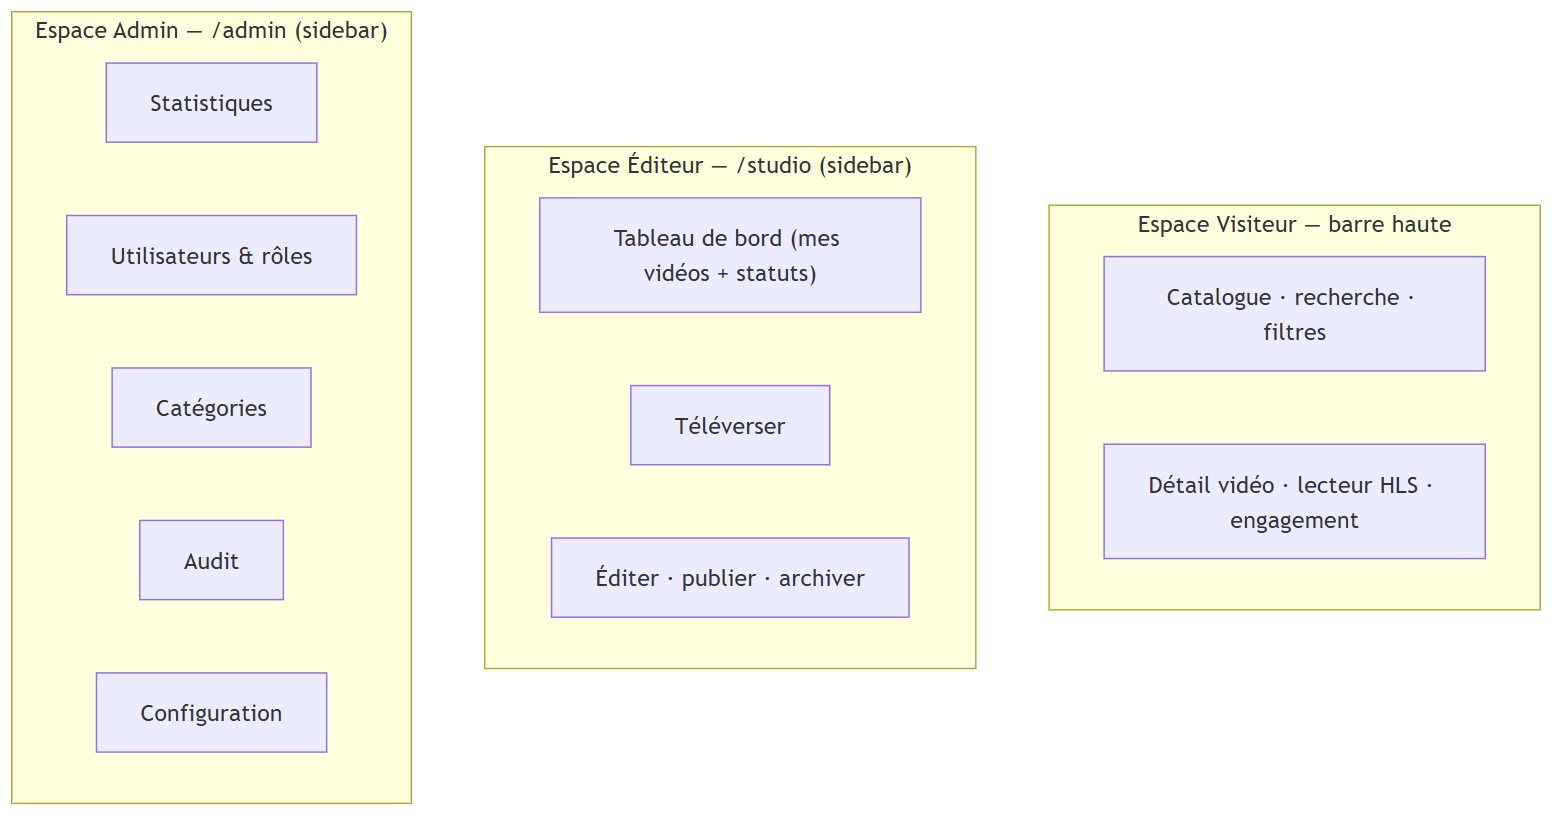 Espace Admin — /admin (sidebar)
Statistiques
Utilisateurs & rôles
Catégories
Audit
Configuration
Espace Éditeur — /studio (sidebar)
Tableau de bord (mes
vidéos + statuts)
Téléverser
Éditer · publier · archiver
Espace Visiteur — barre haute
Catalogue · recherche ·
filtres
Détail vidéo · lecteur HLS ·
engagement